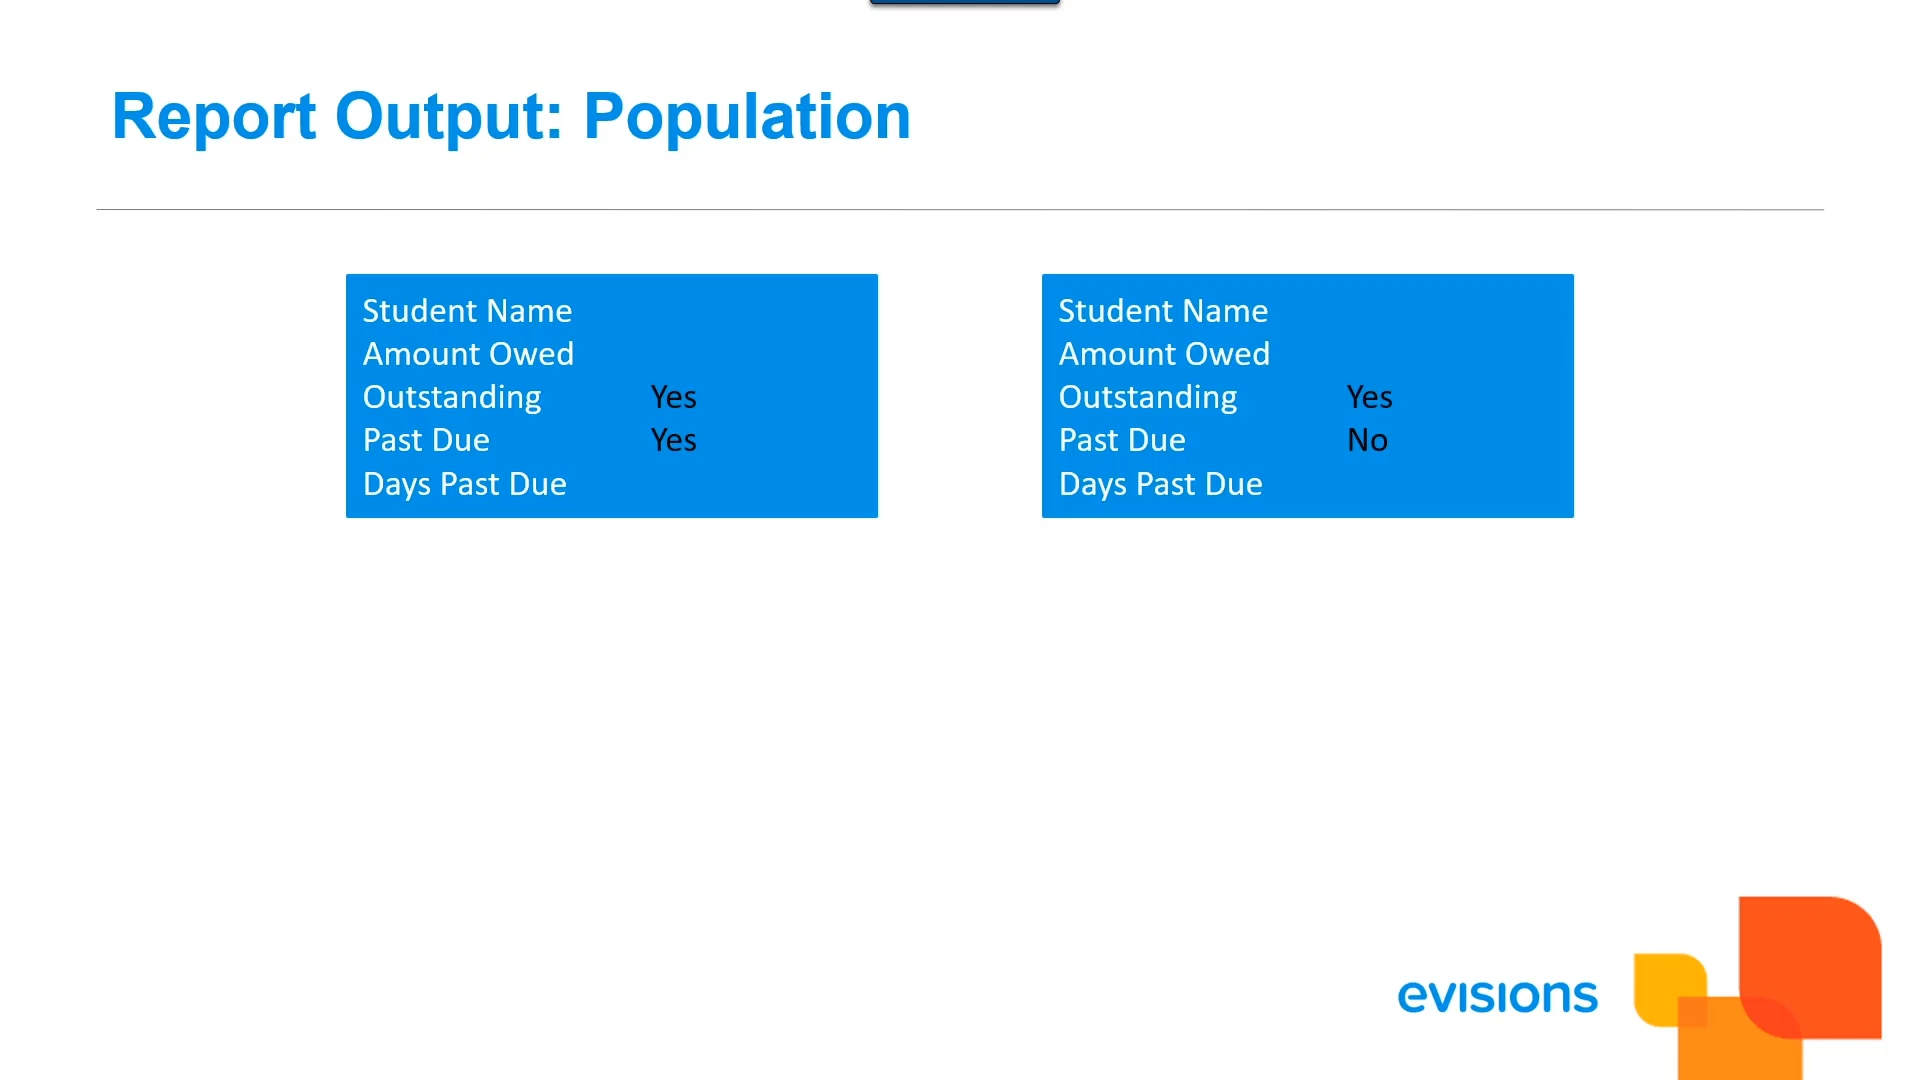 Report Output: Population
Student Name
Amount Owed
Outstanding Yes
Past Due Yes
Days Past Due
Student Name
Amount Owed
Outstanding Yes
Past Due No
Days Past Due
evisions